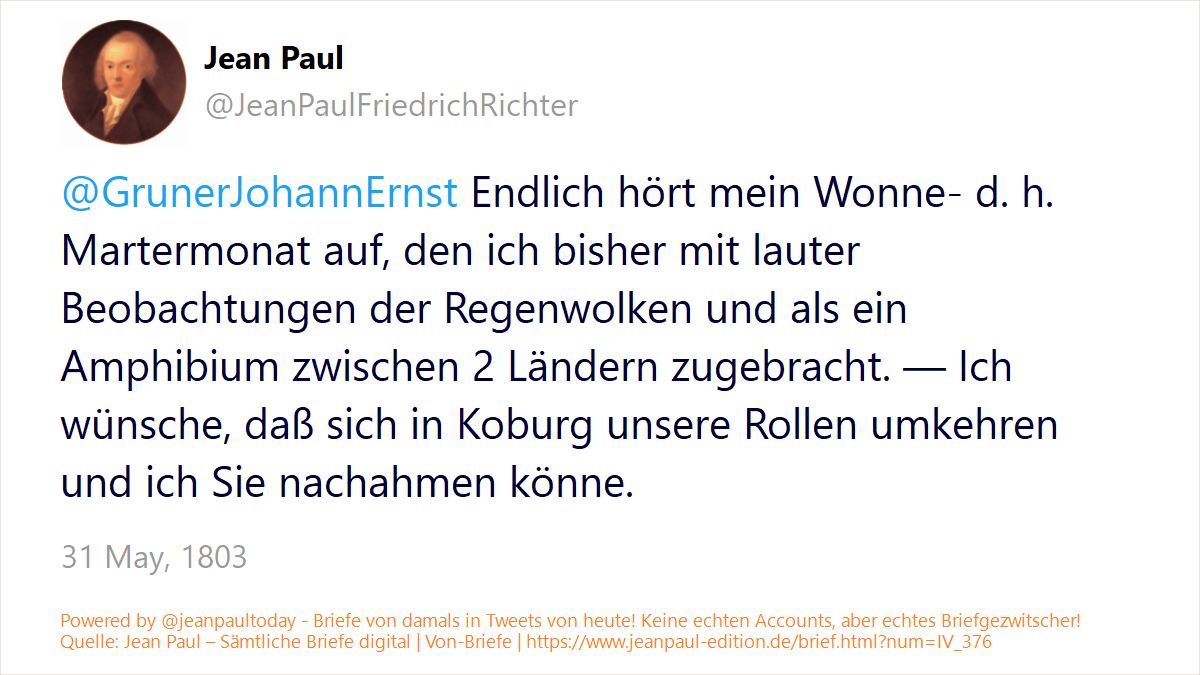 Jean Paul
@JeanPaulFriedrichRichter
@GrunerJohannErnst Endlich hört mein Wonne- d. h.
Martermonat auf, den ich bisher mit lauter
Beobachtungen der Regenwolken und als ein
Amphibium zwischen 2 Ländern zugebracht. — Ich
wünsche, daß sich in Koburg unsere Rollen umkehren
und ich Sie nachahmen könne.
31 May, 1803
Powered by @jeanpaultoday - Briefe von damals in Tweets von heute! Keine echten Accounts, aber echtes Briefgezwitscher!
Quelle: Jean Paul – Sämtliche Briefe digital | Von-Briefe | https://www.jeanpaul-edition.de/brief.html?num=IV_376